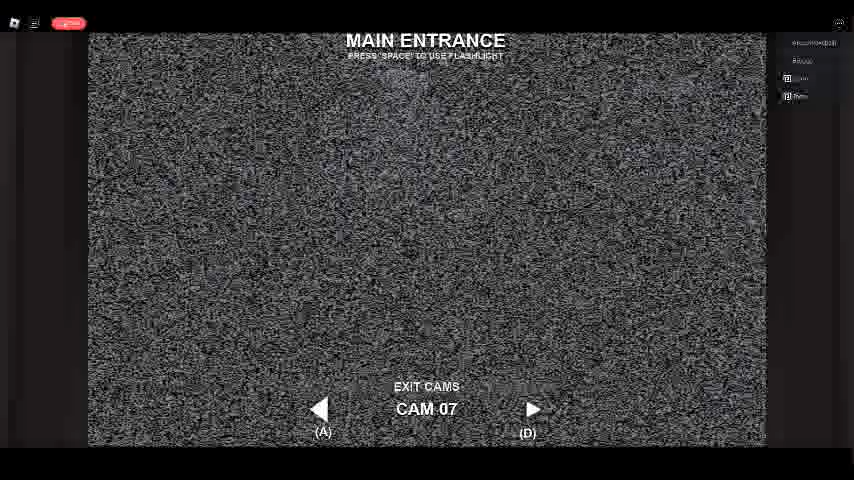 MAIN ENTRANCE
PRESS 'SPACE' TO USE FLASHLIGHT
EXIT CAMS
CAM 07
(A)
(D)